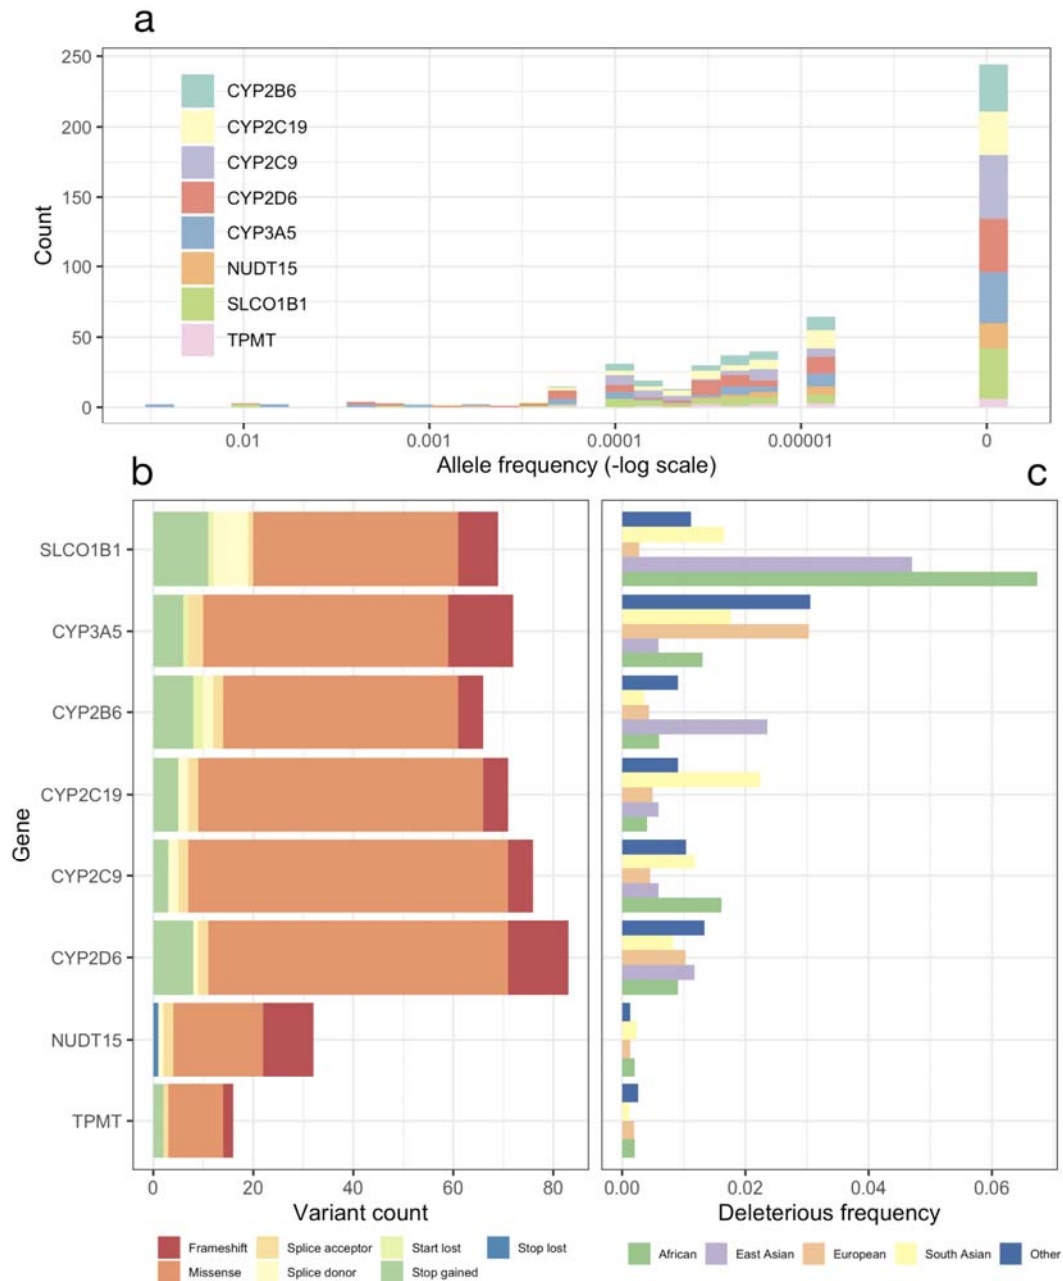 a
250
200
150
100
50
0
Count
CYP2B6
CYP2C19
CYP2C9
CYP2D6
CYP3A5
NUDT15
SLCO1B1
TPMT
0.01 0.001 0.0001 0.00001 0
Allele frequency (-log scale)
b
c
SLCO1B1
CYP3A5
CYP2B6
CYP2C19
CYP2C9
CYP2D6
NUDT15
TPMT
Gene
0 20 40 60 80
Variant count
0.00 0.02 0.04 0.06
Deleterious frequency
Frameshift Splice acceptor Start lost Stop lost
Missense Splice donor Stop gained
African East Asian European South Asian Other